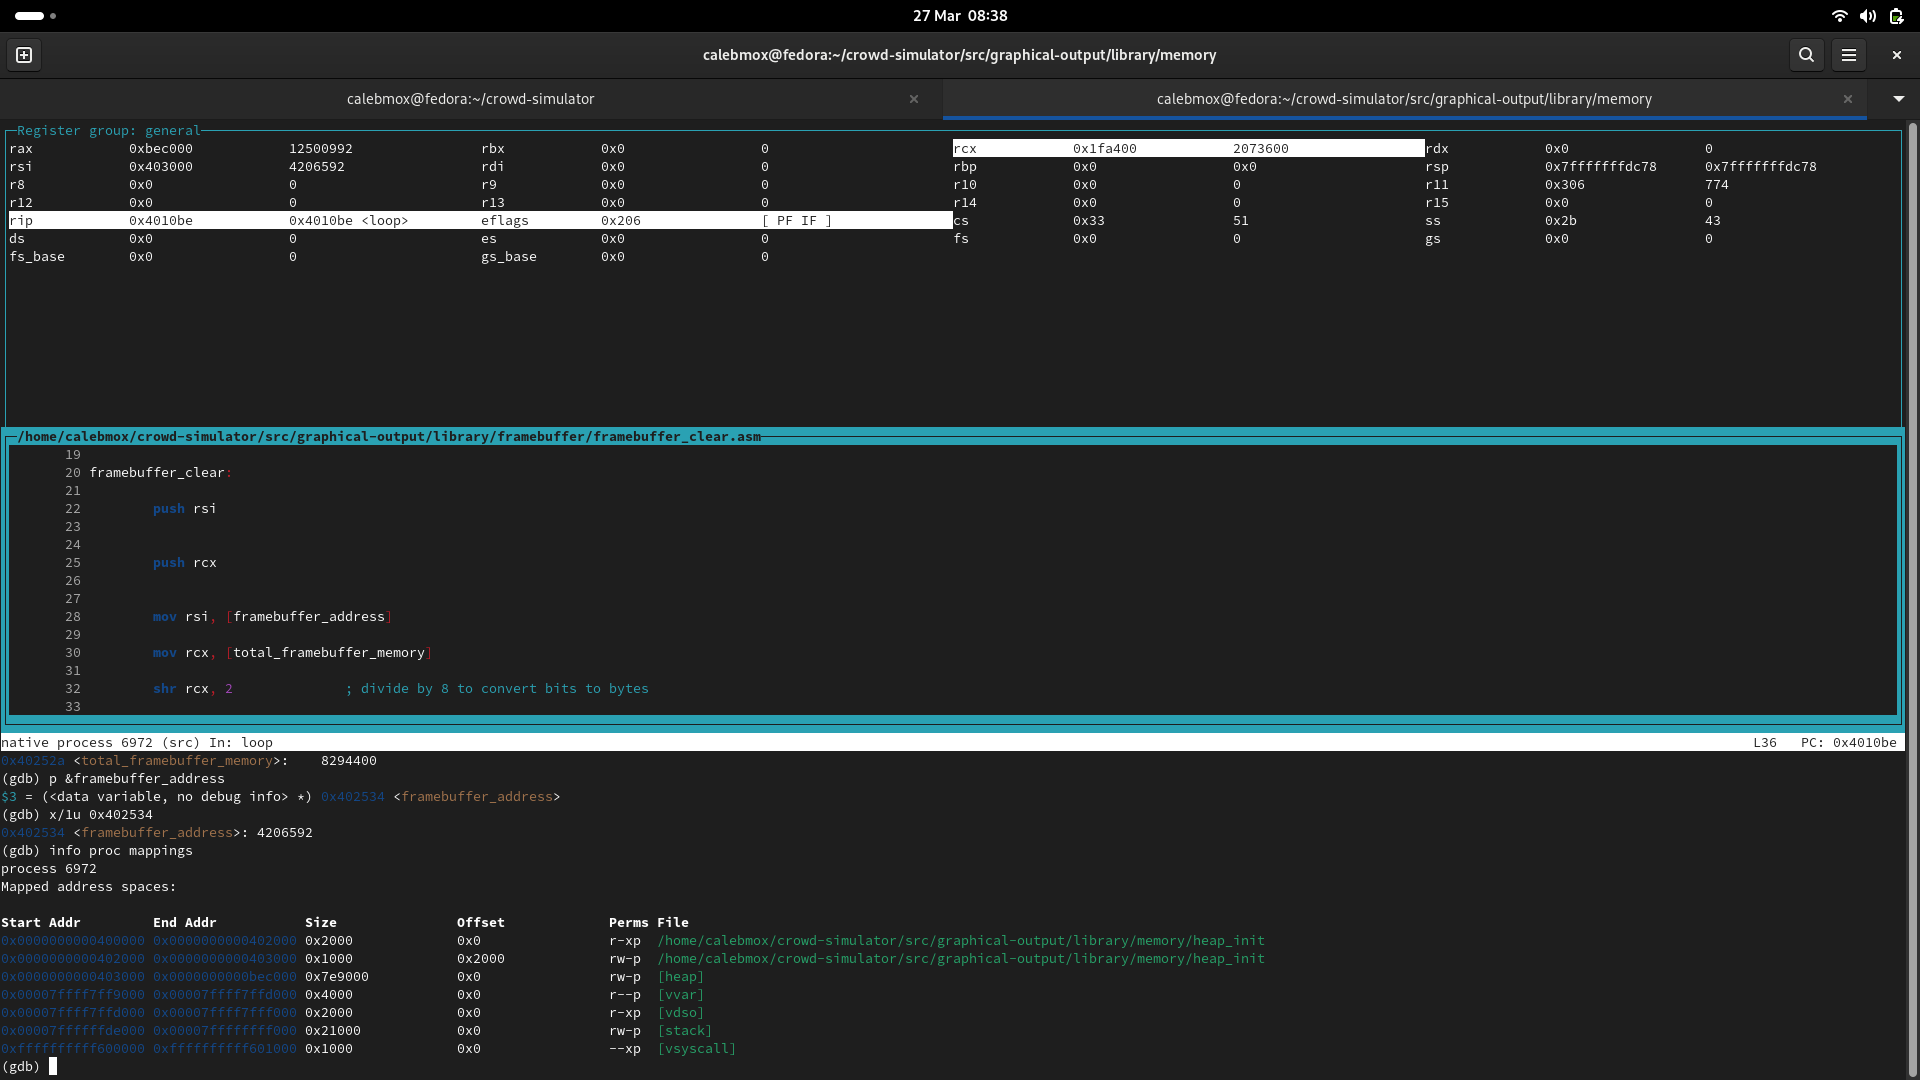 27 Mar 08:38
calebmox@fedora:~/crowd-simulator/src/graphical-output/library/memory
calebmox@fedora:~/crowd-simulator
calebmox@fedora:~/crowd-simulator/src/graphical-output/library/memory
Register group: general
rax 0xbec000 12500992 rbx 0x0 0 rcx 0x1fa400 2073600 rdx 0x0 0
rsi 0x403000 4206592 rdi 0x0 0 rbp 0x0 0x0 rsp 0x7fffffffdc78 0x7fffffffdc78
r8 0x0 0 r9 0x0 0 r10 0x0 0 r11 0x306 774
r12 0x0 0 r13 0x0 0 r14 0x0 0 r15 0x0 0
rip 0x4010be 0x4010be <loop> eflags 0x206 [ PF IF ] cs 0x33 51 ss 0x2b 43
ds 0x0 0 es 0x0 0 fs 0x0 0 gs 0x0 0
fs_base 0x0 0 gs_base 0x0 0
/home/calebmox/crowd-simulator/src/graphical-output/library/framebuffer/framebuffer_clear.asm
19
20 framebuffer_clear:
21
22 push rsi
23
24
25 push rcx
26
27
28 mov rsi, [framebuffer_address]
29
30 mov rcx, [total_framebuffer_memory]
31
32 shr rcx, 2 ; divide by 8 to convert bits to bytes
33
native process 6972 (src) In: loop L36 PC: 0x4010be
0x40252a <total_framebuffer_memory>: 8294400
(gdb) p &framebuffer_address
$3 = (<data variable, no debug info> *) 0x402534 <framebuffer_address>
(gdb) x/1u 0x402534
0x402534 <framebuffer_address>: 4206592
(gdb) info proc mappings
process 6972
Mapped address spaces:
Start Addr End Addr Size Offset Perms File
0x0000000000400000 0x0000000000402000 0x2000 0x0 r-xp /home/calebmox/crowd-simulator/src/graphical-output/library/memory/heap_init
0x0000000000402000 0x0000000000403000 0x1000 0x2000 rw-p /home/calebmox/crowd-simulator/src/graphical-output/library/memory/heap_init
0x0000000000403000 0x0000000000bec000 0x7e9000 0x0 rw-p [heap]
0x00007ffff7ff9000 0x00007ffff7ffd000 0x4000 0x0 r--p [vvar]
0x00007ffff7ffd000 0x00007ffff7fff000 0x2000 0x0 r-xp [vdso]
0x00007ffffffde000 0x00007ffffffff000 0x21000 0x0 rw-p [stack]
0xffffffffff600000 0xffffffffff601000 0x1000 0x0 --xp [vsyscall]
(gdb)